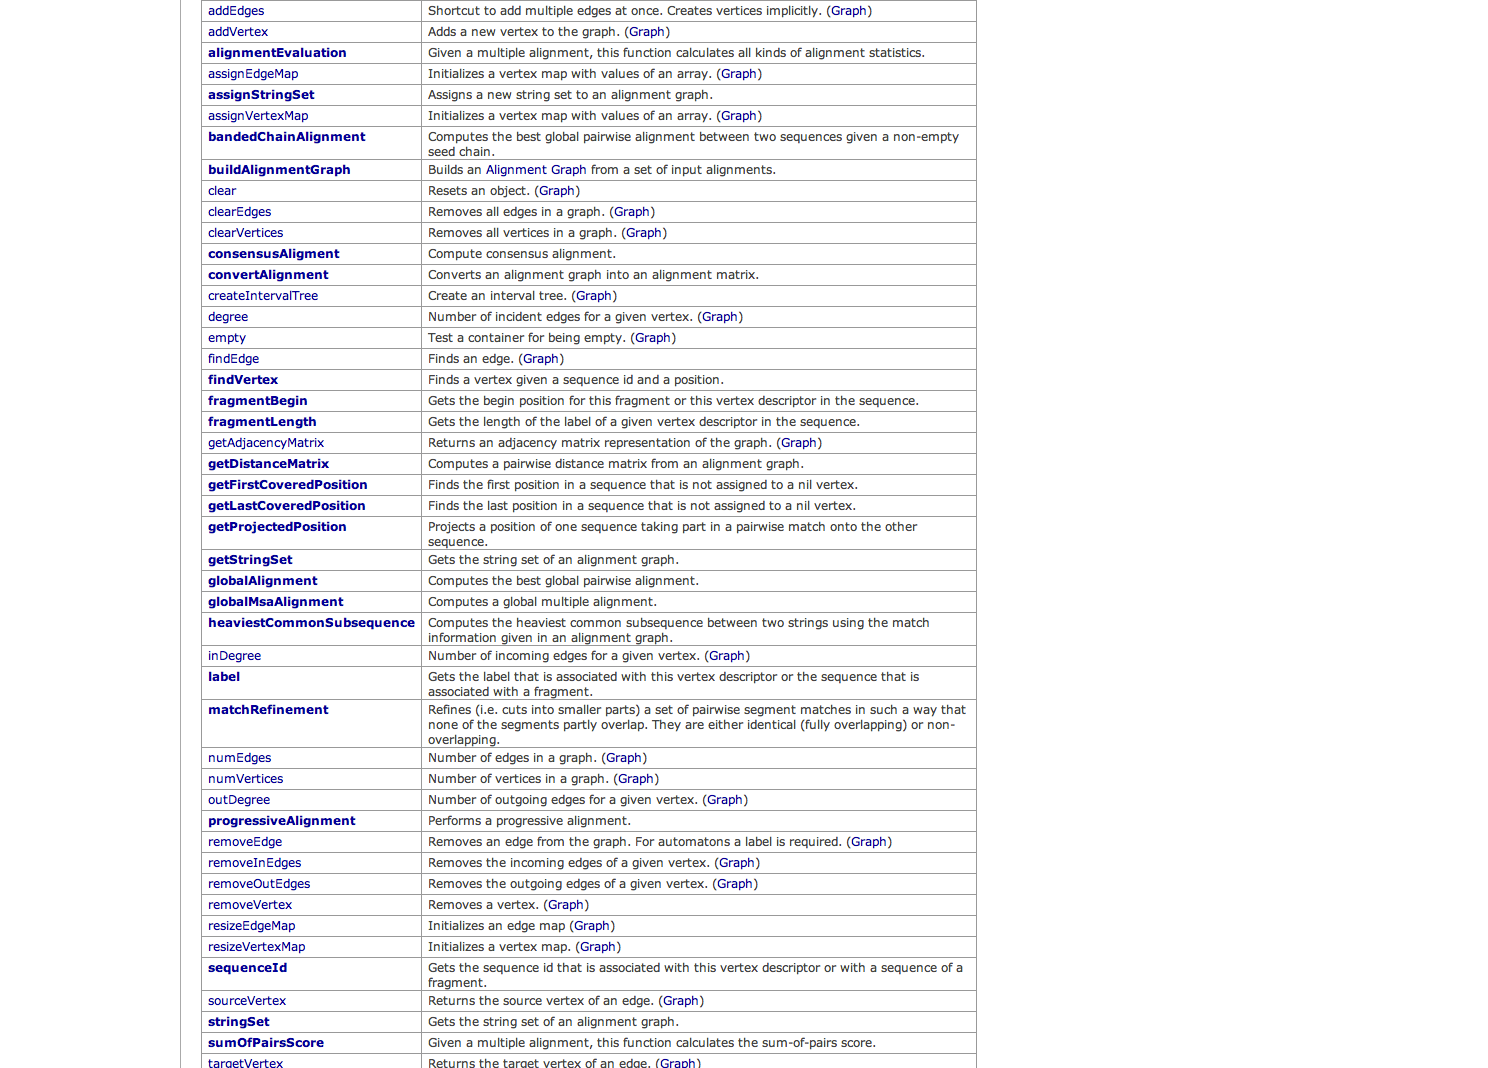 addEdges Shortcut to add multiple edges at once. Creates vertices implicitly. (Graph)
addVertex Adds a new vertex to the graph. (Graph)
alignmentEvaluation Given a multiple alignment, this function calculates all kinds of alignment statistics.
assignEdgeMap Initializes a vertex map with values of an array. (Graph)
assignStringSet Assigns a new string set to an alignment graph.
assignVertexMap Initializes a vertex map with values of an array. (Graph)
bandedChainAlignment Computes the best global pairwise alignment between two sequences given a non-empty
seed chain.
buildAlignmentGraph Builds an Alignment Graph from a set of input alignments.
clear Resets an object. (Graph)
clearEdges Removes all edges in a graph. (Graph)
clearVertices Removes all vertices in a graph. (Graph)
consensusAligment Compute consensus alignment.
convertAlignment Converts an alignment graph into an alignment matrix.
createIntervalTree Create an interval tree. (Graph)
degree Number of incident edges for a given vertex. (Graph)
empty Test a container for being empty. (Graph)
findEdge Finds an edge. (Graph)
findVertex Finds a vertex given a sequence id and a position.
fragmentBegin Gets the begin position for this fragment or this vertex descriptor in the sequence.
fragmentLength Gets the length of the label of a given vertex descriptor in the sequence.
getAdjacencyMatrix Returns an adjacency matrix representation of the graph. (Graph)
getDistanceMatrix Computes a pairwise distance matrix from an alignment graph.
getFirstCoveredPosition Finds the first position in a sequence that is not assigned to a nil vertex.
getLastCoveredPosition Finds the last position in a sequence that is not assigned to a nil vertex.
getProjectedPosition Projects a position of one sequence taking part in a pairwise match onto the other
sequence.
getStringSet Gets the string set of an alignment graph.
globalAlignment Computes the best global pairwise alignment.
globalMsaAlignment Computes a global multiple alignment.
heaviestCommonSubsequence Computes the heaviest common subsequence between two strings using the match
information given in an alignment graph.
inDegree Number of incoming edges for a given vertex. (Graph)
label Gets the label that is associated with this vertex descriptor or the sequence that is
associated with a fragment.
matchRefinement Refines (i.e. cuts into smaller parts) a set of pairwise segment matches in such a way that
none of the segments partly overlap. They are either identical (fully overlapping) or non-
overlapping.
numEdges Number of edges in a graph. (Graph)
numVertices Number of vertices in a graph. (Graph)
outDegree Number of outgoing edges for a given vertex. (Graph)
progressiveAlignment Performs a progressive alignment.
removeEdge Removes an edge from the graph. For automatons a label is required. (Graph)
removeInEdges Removes the incoming edges of a given vertex. (Graph)
removeOutEdges Removes the outgoing edges of a given vertex. (Graph)
removeVertex Removes a vertex. (Graph)
resizeEdgeMap Initializes an edge map (Graph)
resizeVertexMap Initializes a vertex map. (Graph)
sequenceId Gets the sequence id that is associated with this vertex descriptor or with a sequence of a
fragment.
sourceVertex Returns the source vertex of an edge. (Graph)
stringSet Gets the string set of an alignment graph.
sumOfPairsScore Given a multiple alignment, this function calculates the sum-of-pairs score.
targetVertex Returns the target vertex of an edge. (Graph)